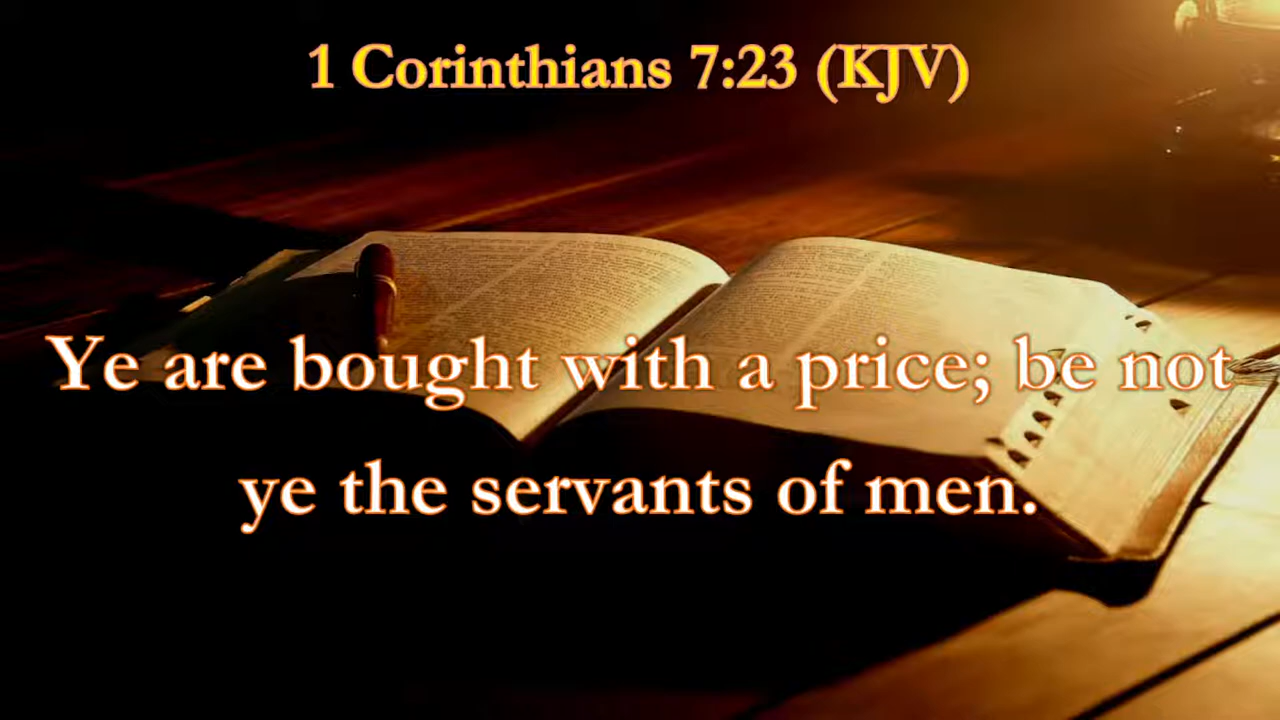 1 Corinthians 7:23 (KJV)
Ye are bought with a price; be not
ye the servants of men.